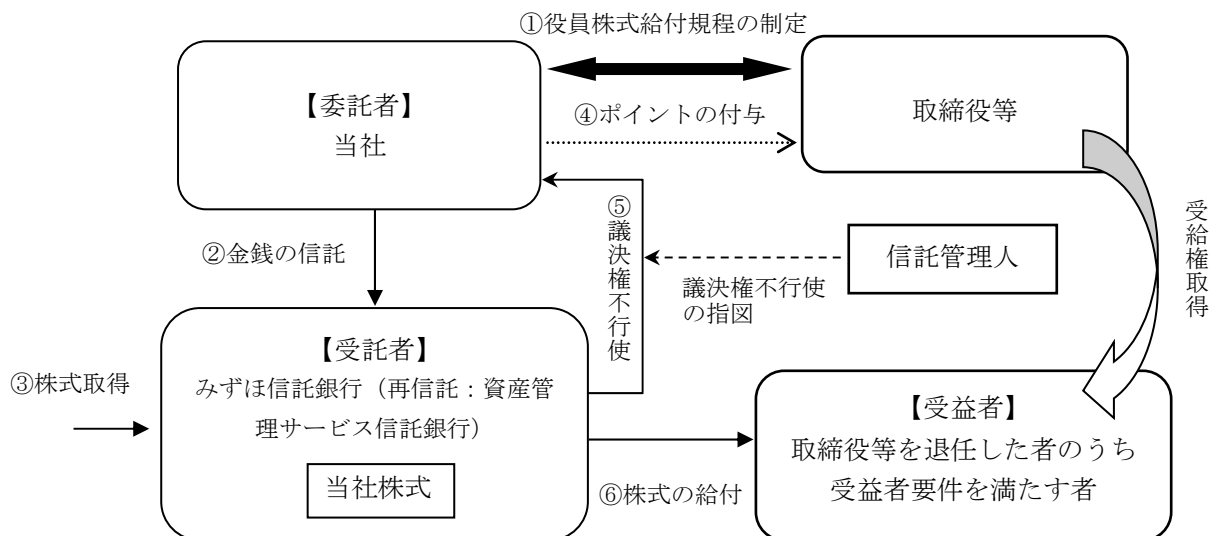 ①役員株式給付規程の制定
【委託者】
当社
④ポイントの付与
取締役等
②金銭の信託
⑤議決権不行使
議決権不行使
の指図
信託管理人
受給権取得
③株式取得
【受託者】
みずほ信託銀行（再信託：資産管
理サービス信託銀行）
当社株式
⑥株式の給付
【受益者】
取締役等を退任した者のうち
受益者要件を満たす者